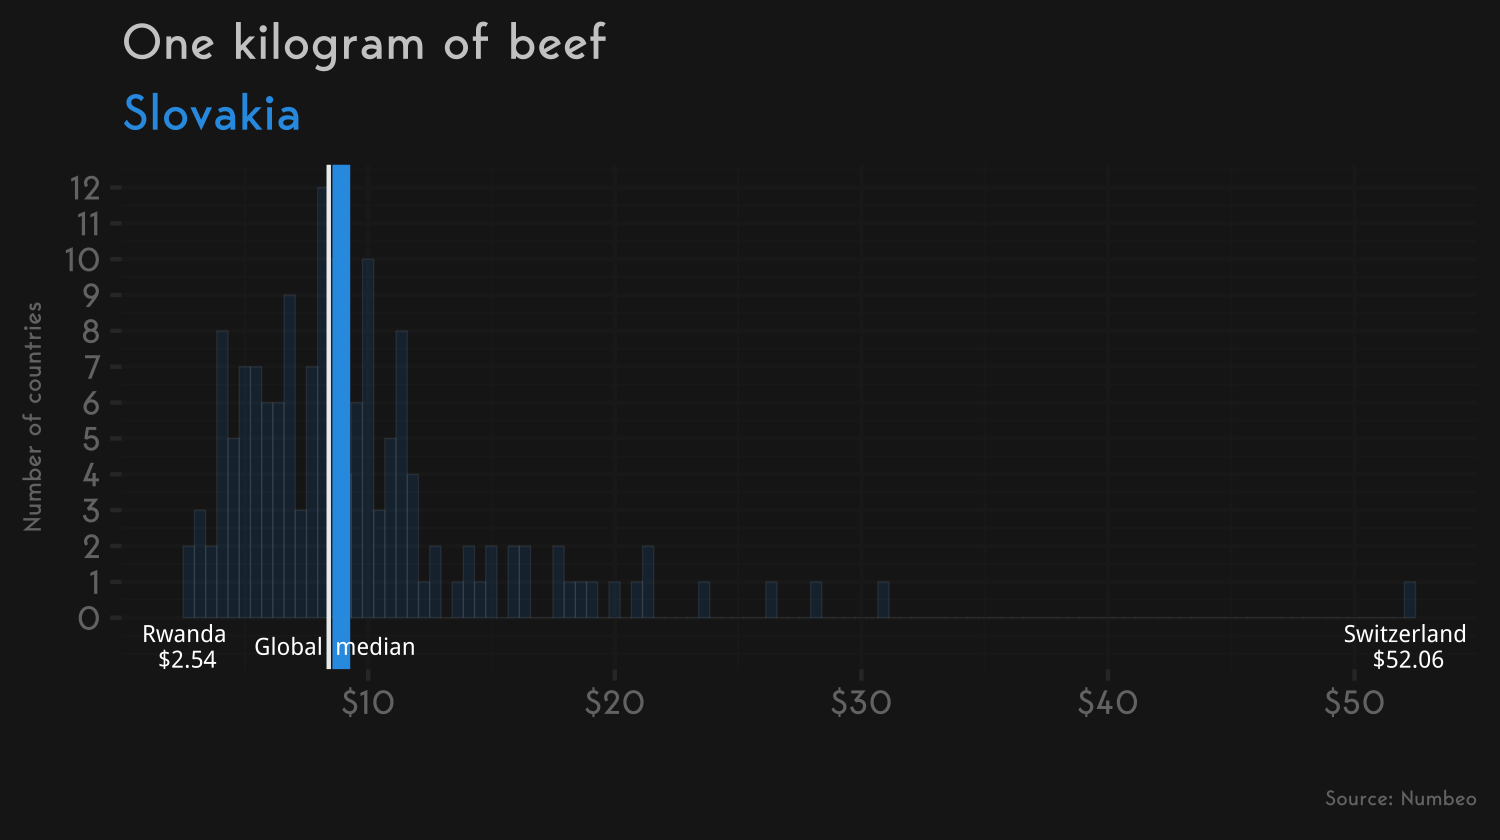 One kilogram of beef
Slovakia
Number of countries
12
11
10
9
8
7
6
5
4
3
2
1
0
Rwanda
$2.54
Global median
Switzerland
$52.06
$10 $20 $30 $40 $50
Source: Numbeo